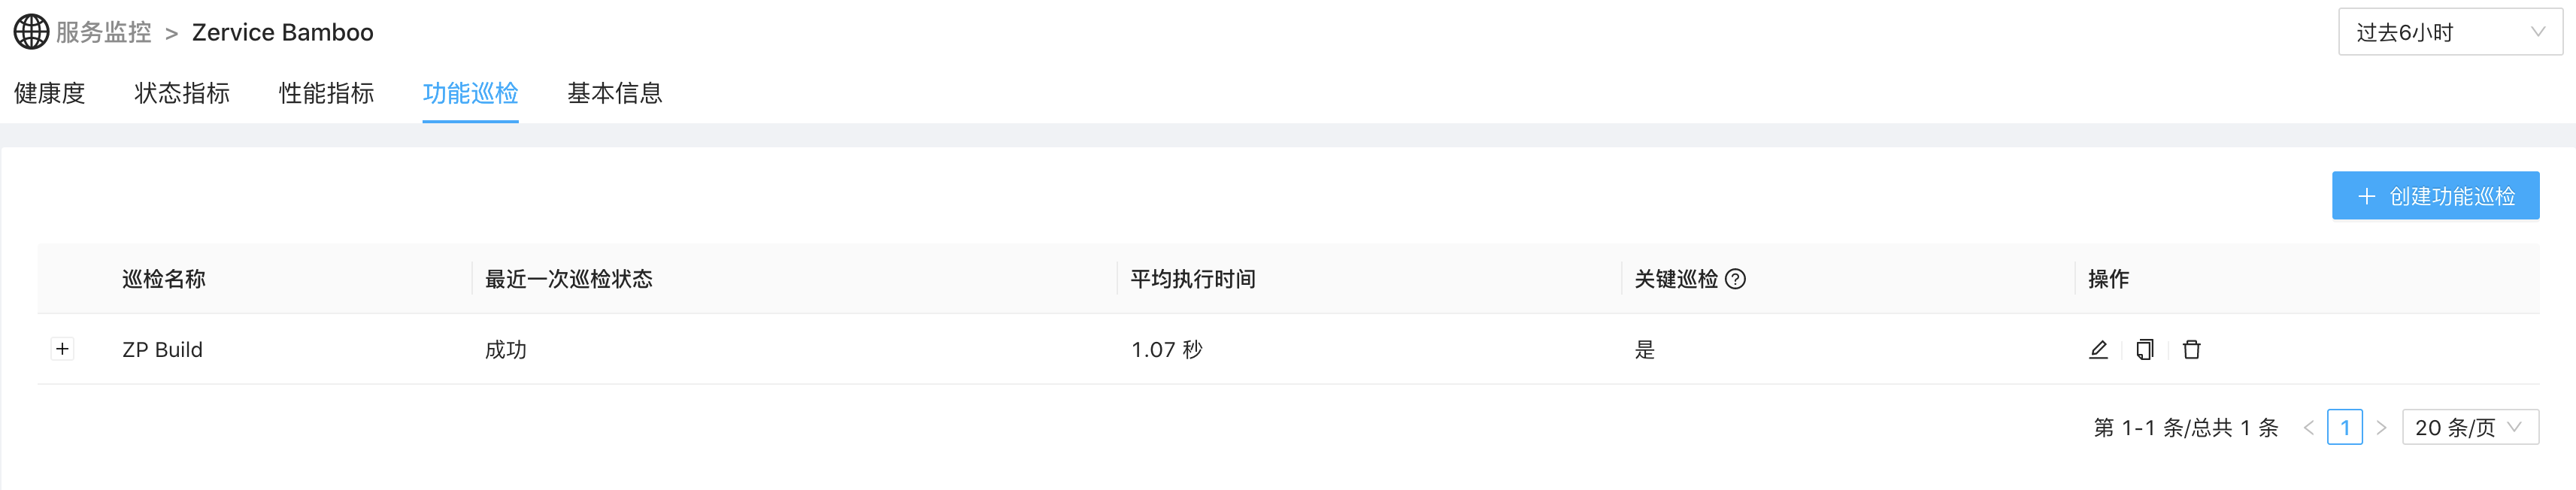 服务监控 > Zervice Bamboo 过去6小时
健康度 状态指标 性能指标 功能巡检 基本信息
+ 创建功能巡检
巡检名称 最近一次巡检状态 平均执行时间 关键巡检 ? 操作
+ ZP Build 成功 1.07 秒 是
第 1-1 条/总共 1 条 < 1 > 20 条/页